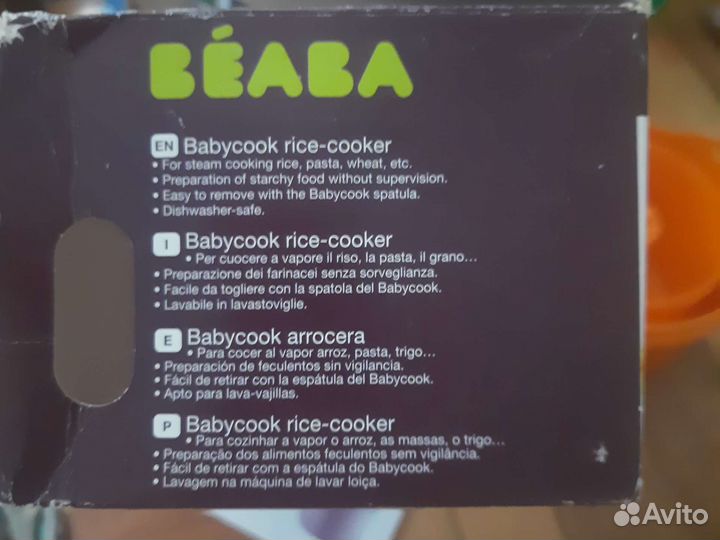 BÉABA
EN Babycook rice-cooker
• For steam cooking rice, pasta, wheat, etc.
• Preparation of starchy food without supervision.
• Easy to remove with the Babycook spatula.
• Dishwasher-safe.
I Babycook rice-cooker
• Per cuocere a vapore il riso, la pasta, il grano...
• Preparazione dei farinacei senza sorveglianza.
• Facile da togliere con la spatola del Babycook.
• Lavabile in lavastoviglie.
E Babycook arrocera
• Para cocer al vapor arroz, pasta, trigo...
• Preparación de feculentos sin vigilancia.
• Fácil de retirar con la espátula del Babycook.
• Apto para lava-vajillas.
P Babycook rice-cooker
• Para cozinhar a vapor o arroz, as massas, o trigo...
• Preparação dos alimentos feculentos sem vigilância.
• Fácil de retirar com a espátula do Babycook.
• Lavagem na máquina de lavar loiça.
Avito